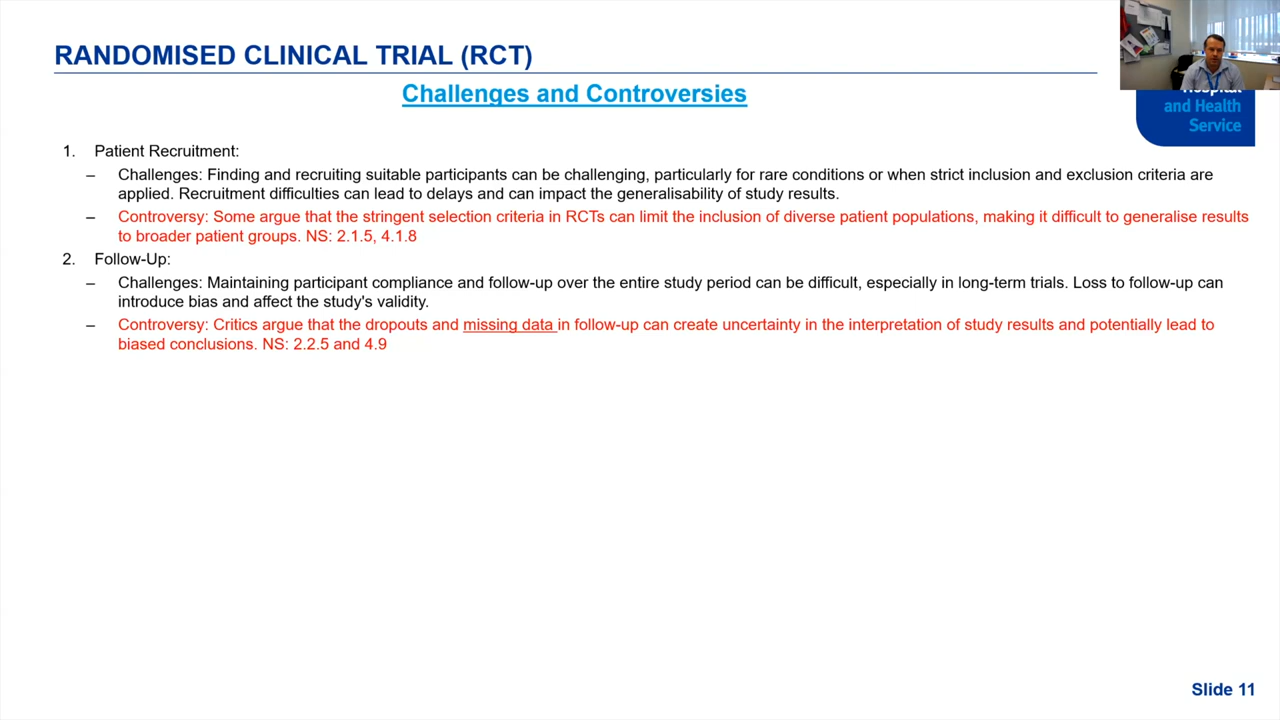 RANDOMISED CLINICAL TRIAL (RCT)
Challenges and Controversies
Hospital
and Health
Service
1. Patient Recruitment:
– Challenges: Finding and recruiting suitable participants can be challenging, particularly for rare conditions or when strict inclusion and exclusion criteria are
applied. Recruitment difficulties can lead to delays and can impact the generalisability of study results.
– Controversy: Some argue that the stringent selection criteria in RCTs can limit the inclusion of diverse patient populations, making it difficult to generalise results
to broader patient groups. NS: 2.1.5, 4.1.8
2. Follow-Up:
– Challenges: Maintaining participant compliance and follow-up over the entire study period can be difficult, especially in long-term trials. Loss to follow-up can
introduce bias and affect the study's validity.
– Controversy: Critics argue that the dropouts and missing data in follow-up can create uncertainty in the interpretation of study results and potentially lead to
biased conclusions. NS: 2.2.5 and 4.9
Slide 11